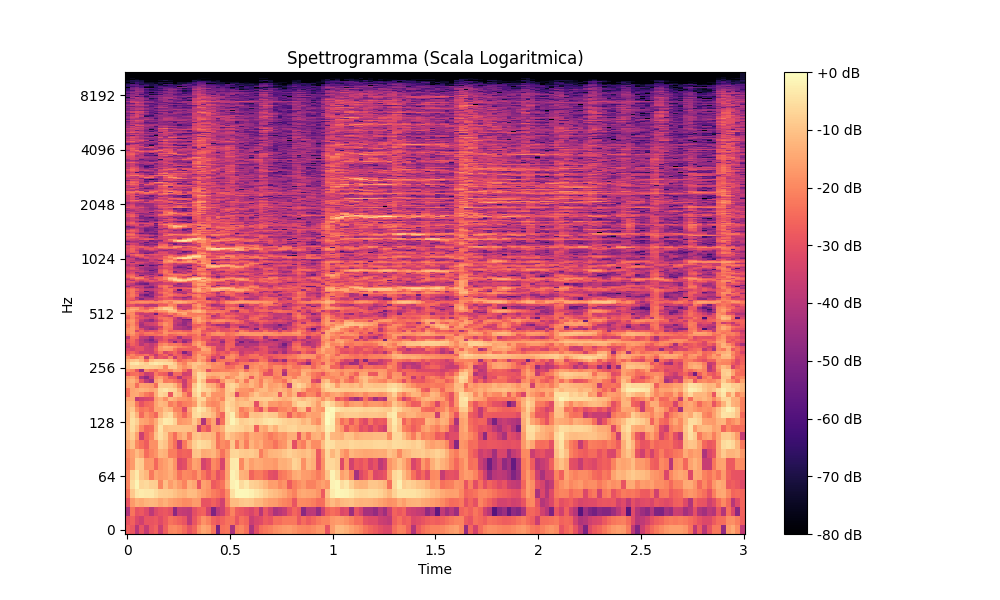 Spettrogramma (Scala Logaritmica)
Hz
8192
4096
2048
1024
512
256
128
64
0
0
0.5
1
1.5
2
2.5
3
Time
+0 dB
-10 dB
-20 dB
-30 dB
-40 dB
-50 dB
-60 dB
-70 dB
-80 dB